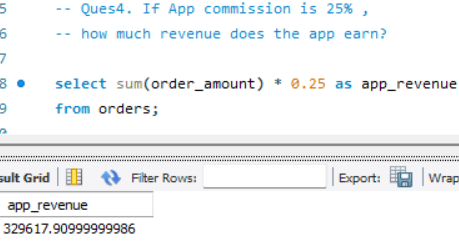 5 -- Ques4. If App commission is 25% ,
6 -- how much revenue does the app earn?
7
8 select sum(order_amount) * 0.25 as app_revenue
9 from orders;
sult Grid Filter Rows: Export: Wrap
app_revenue
329617.90999999986